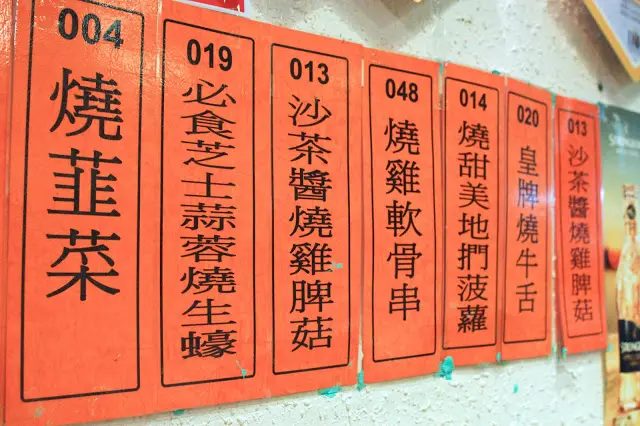 004
燒韮菜
019
必食芝士蒜蓉燒生蠔
013
沙茶醬燒雞脾菇
048
燒雞軟骨串
014
燒甜美地捫菠蘿
020
皇牌燒牛舌
013
沙茶醬燒雞脾菇